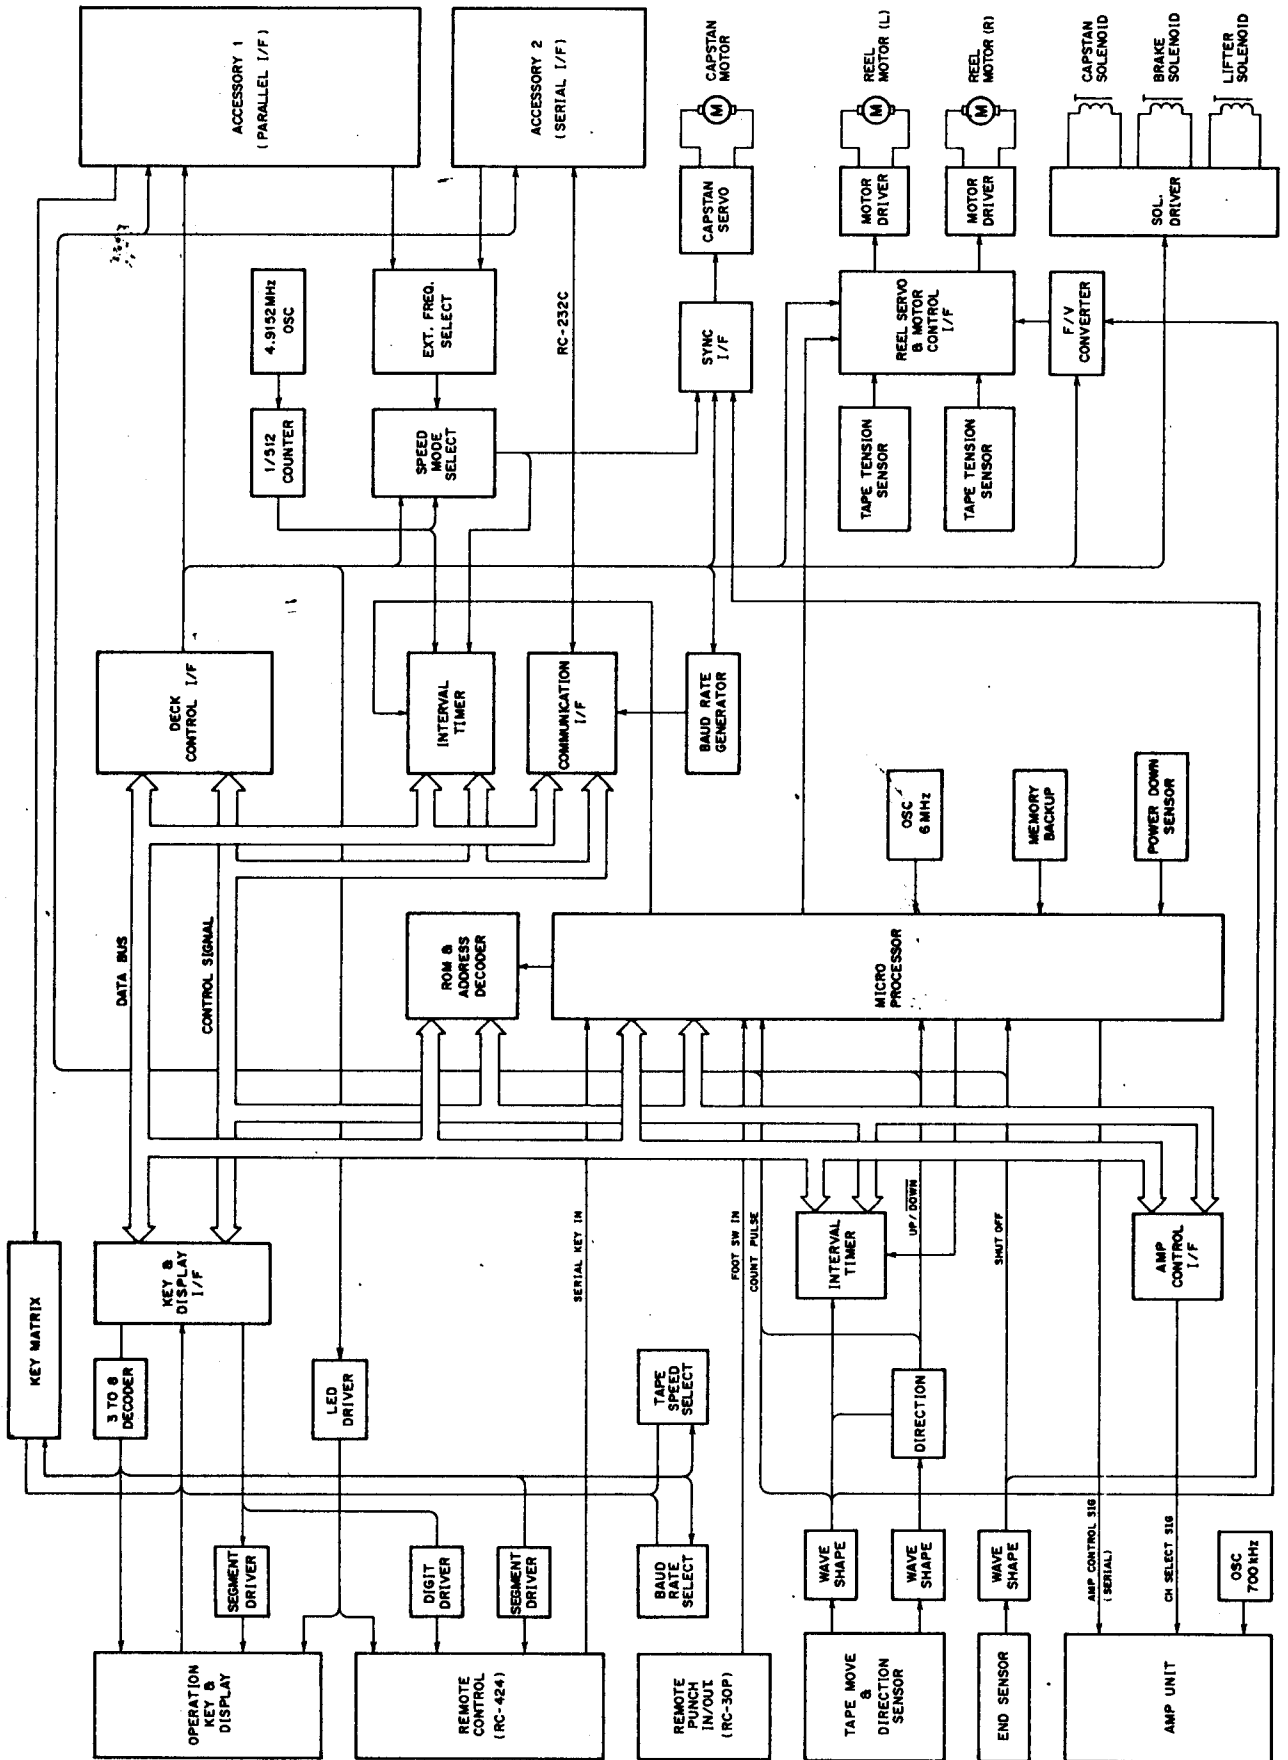 OPERATION
KEY &
DISPLAY
REMOTE
CONTROL
(RC-424)
REMOTE
PUNCH
IN/OUT
(RC-30P)
TAPE MOVE
&
DIRECTION
SENSOR
END SENSOR
AMP UNIT
SEGMENT
DRIVER
DIGIT
DRIVER
SEGMENT
DRIVER
BAUD
RATE
SELECT
WAVE
SHAPE
WAVE
SHAPE
WAVE
SHAPE
AMP CONTROL SIG
(SERIAL)
CH SELECT SIG
OSC
700 kHz
KEY MATRIX
3 TO 8
DECODER
LED
DRIVER
TAPE
SPEED
SELECT
DIRECTION
KEY &
DISPLAY
I/F
SERIAL KEY IN
FOOT SW IN
COUNT PULSE
INTERVAL
TIMER
UP/DOWN
SHUT OFF
AMP
CONTROL
I/F
DATA BUS
CONTROL SIGNAL
ROM &
ADDRESS
DECODER
MICRO
PROCESSOR
OSC
6 MHz
MEMORY
BACKUP
POWER DOWN
SENSOR
DECK
CONTROL I/F
INTERVAL
TIMER
COMMUNICATION
I/F
BAUD RATE
GENERATOR
1/512
COUNTER
SPEED
MODE
SELECT
TAPE TENSION
SENSOR
TAPE TENSION
SENSOR
4.9152MHz
OSC
EXT. FREQ.
SELECT
RC-232C
SYNC
I/F
REEL SERVO
& MOTOR
CONTROL
I/F
F/V
CONVERTER
ACCESSORY 1
(PARALLEL I/F)
ACCESSORY 2
(SERIAL I/F)
CAPSTAN
SERVO
MOTOR
DRIVER
MOTOR
DRIVER
SOL.
DRIVER
M
M
M
CAPSTAN
MOTOR
REEL
MOTOR (L)
REEL
MOTOR (R)
CAPSTAN
SOLENOID
BRAKE
SOLENOID
LIFTER
SOLENOID